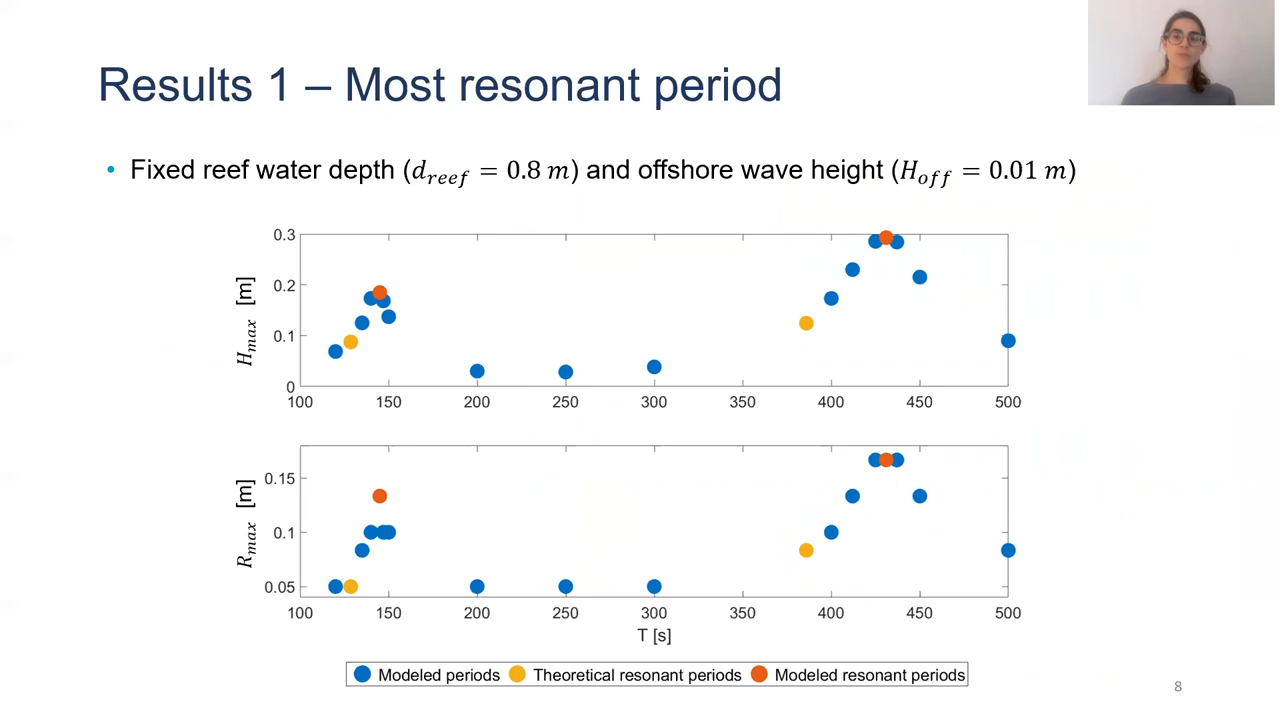 Results 1 – Most resonant period
• Fixed reef water depth (d_reef = 0.8 m) and offshore wave height (H_off = 0.01 m)
H_max [m]
0.3
0.2
0.1
0
100 150 200 250 300 350 400 450 500
R_max [m]
0.15
0.1
0.05
100 150 200 250 300 350 400 450 500
T [s]
Modeled periods Theoretical resonant periods Modeled resonant periods
8